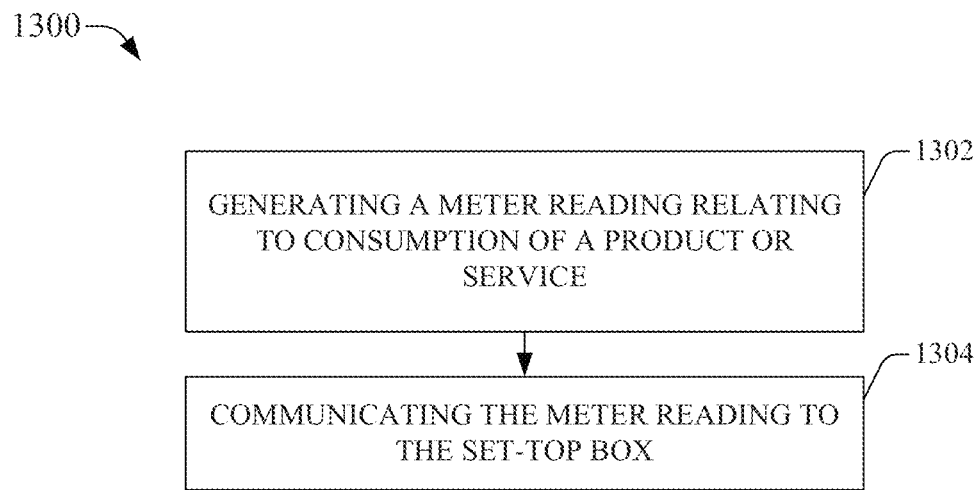 1300
1302
GENERATING A METER READING RELATING
TO CONSUMPTION OF A PRODUCT OR
SERVICE
1304
COMMUNICATING THE METER READING TO
THE SET-TOP BOX